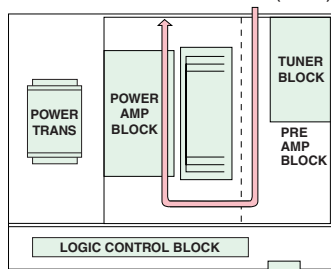 POWER
TRANS
POWER
AMP
BLOCK
TUNER
BLOCK
PRE
AMP
BLOCK
LOGIC CONTROL BLOCK